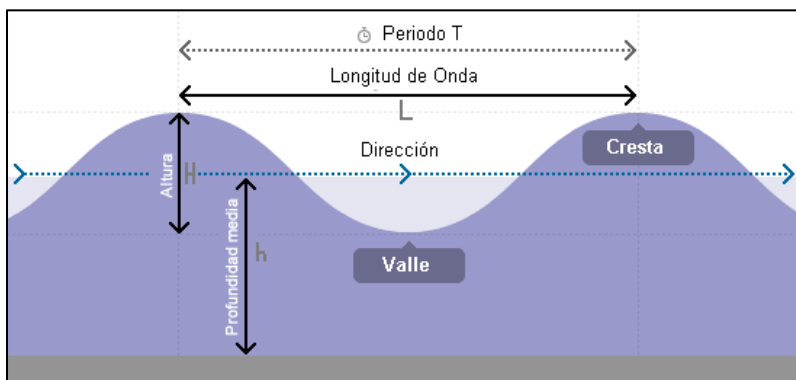 Periodo T
Longitud de Onda
L
Dirección
Cresta
Altura
H
Valle
Profundidad media
h